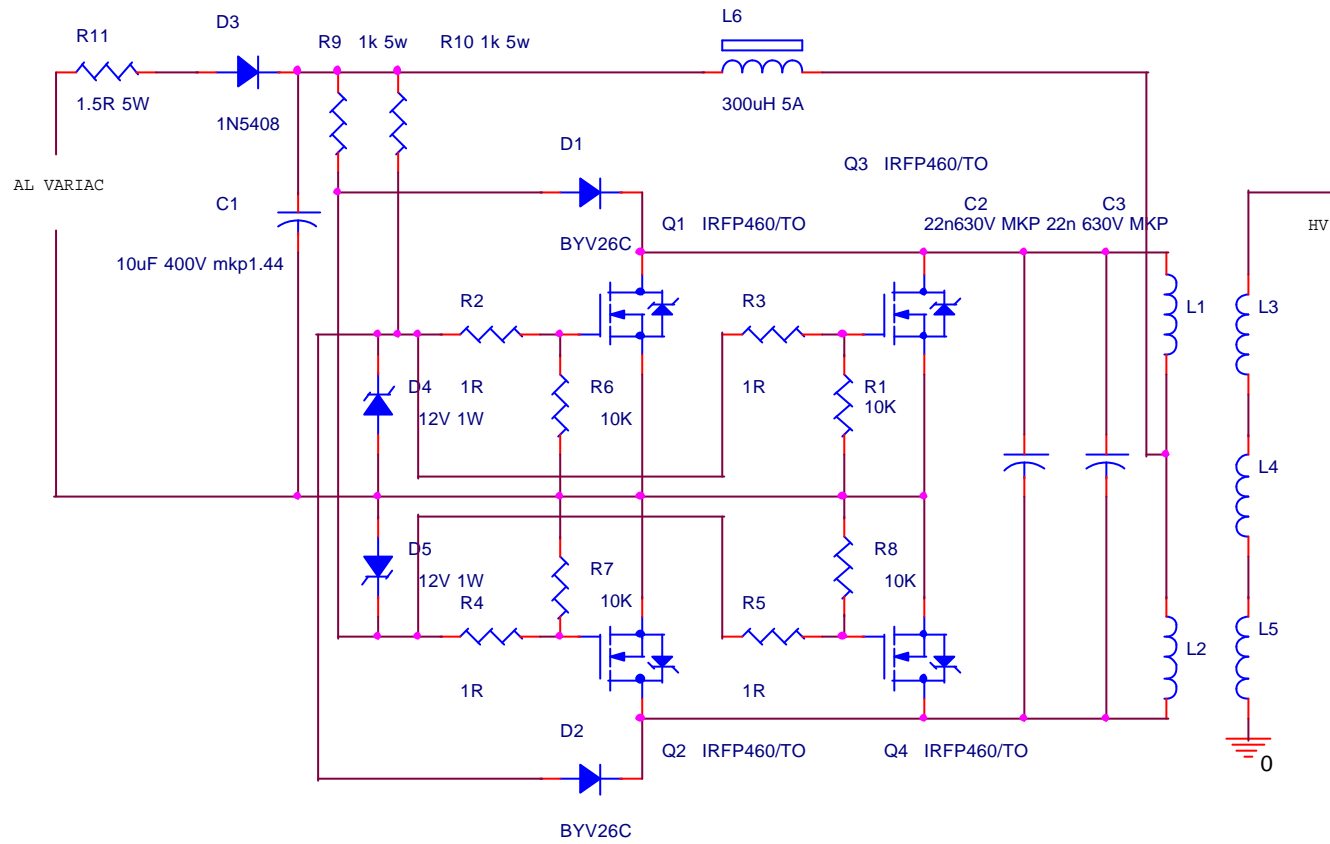 D3
L6
R11
R9 1k 5w
R10 1k 5w
1.5R 5W
1N5408
300uH 5A
D1
Q3 IRFP460/TO
AL VARIAC
C1
C2
C3
Q1 IRFP460/TO
22n630V MKP
22n 630V MKP
HV
BYV26C
10uF 400V mkp1.44
R2
R3
L1
L3
D4
1R
R6
1R
R1
12V 1W
10K
10K
L4
D5
R7
R8
12V 1W
10K
10K
R4
R5
L2
L5
1R
1R
D2
Q2 IRFP460/TO
Q4 IRFP460/TO
0
BYV26C